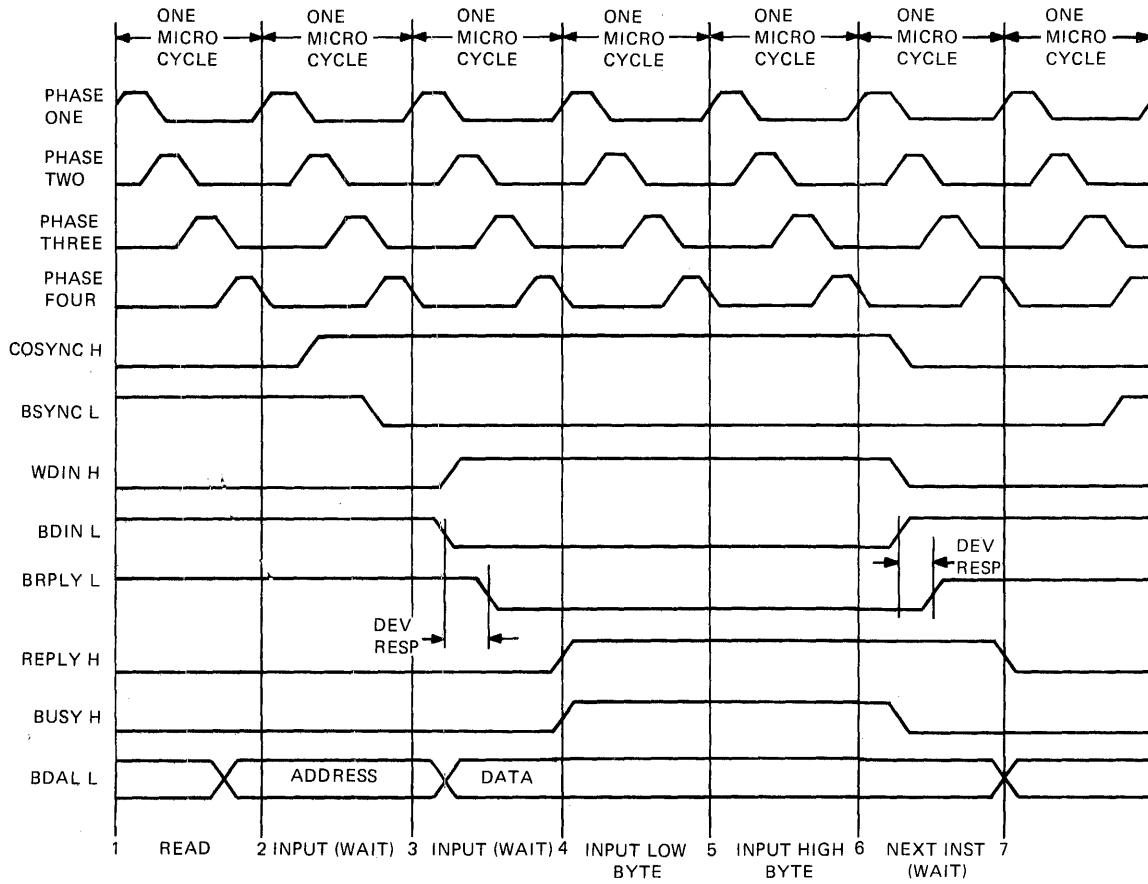 ONE MICRO CYCLE
ONE MICRO CYCLE
ONE MICRO CYCLE
ONE MICRO CYCLE
ONE MICRO CYCLE
ONE MICRO CYCLE
ONE MICRO CYCLE
PHASE
ONE
PHASE
TWO
PHASE
THREE
PHASE
FOUR
COSYNC H
BSYNC L
WDIN H
BDIN L
DEV
RESP
BRPLY L
DEV
RESP
REPLY H
BUSY H
BDAL L
ADDRESS
DATA
1 READ 2 INPUT (WAIT) 3 INPUT (WAIT) 4 INPUT LOW BYTE 5 INPUT HIGH BYTE 6 NEXT INST (WAIT) 7